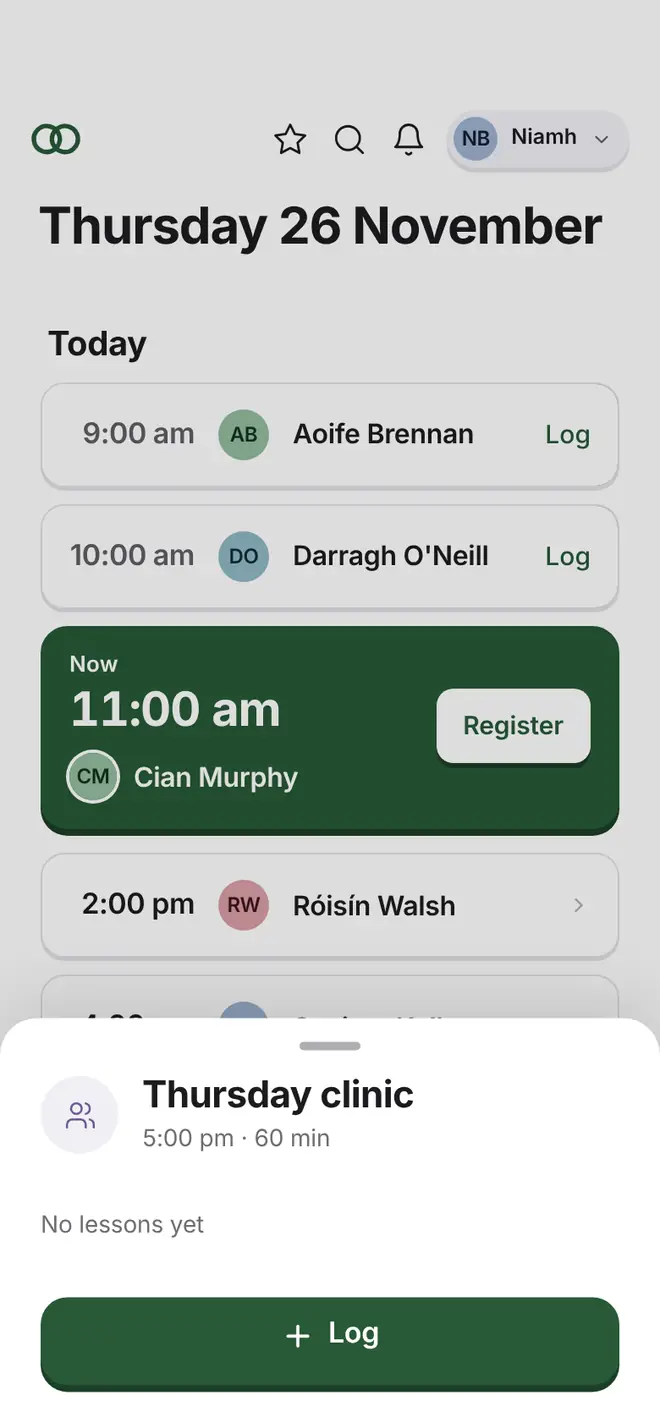 NB Niamh
Thursday 26 November
Today
9:00 am AB Aoife Brennan Log
10:00 am DO Darragh O'Neill Log
Now
11:00 am
Register
CM Cian Murphy
2:00 pm RW Róisín Walsh
Thursday clinic
5:00 pm · 60 min
No lessons yet
+ Log